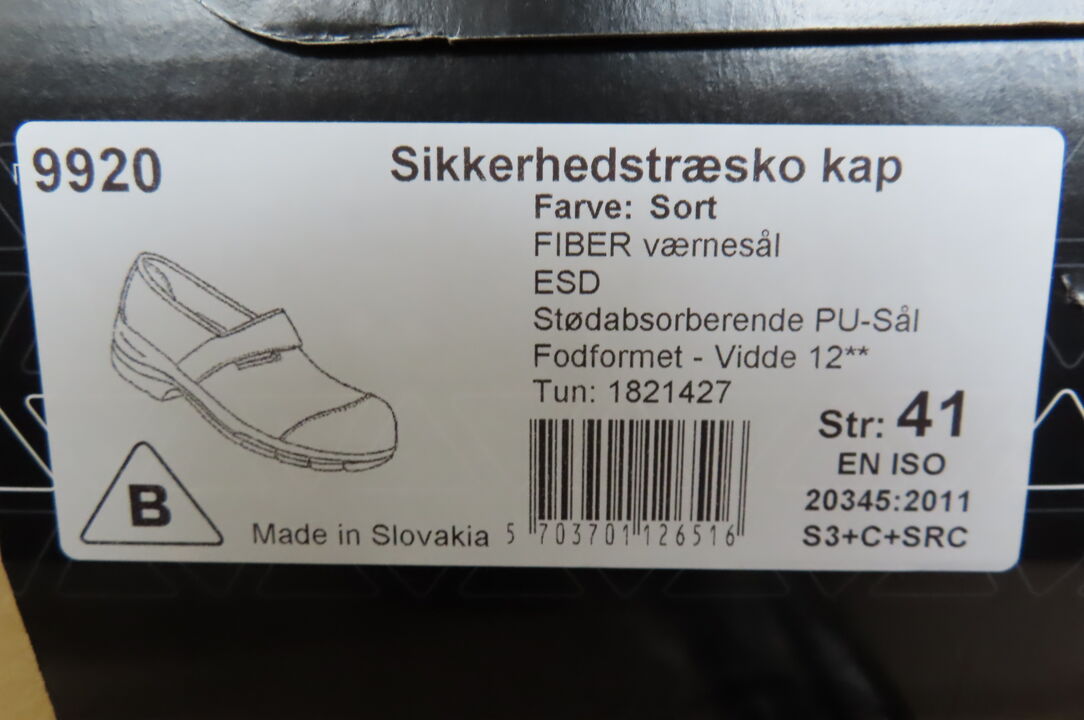 9920
Sikkerhedstræsko kap
Farve: Sort
FIBER værnesål
ESD
Stødabsorberende PU-Sål
Fodformet - Vidde 12**
Tun: 1821427
Str: 41
EN ISO
20345:2011
S3+C+SRC
B
Made in Slovakia
5 703701 126516